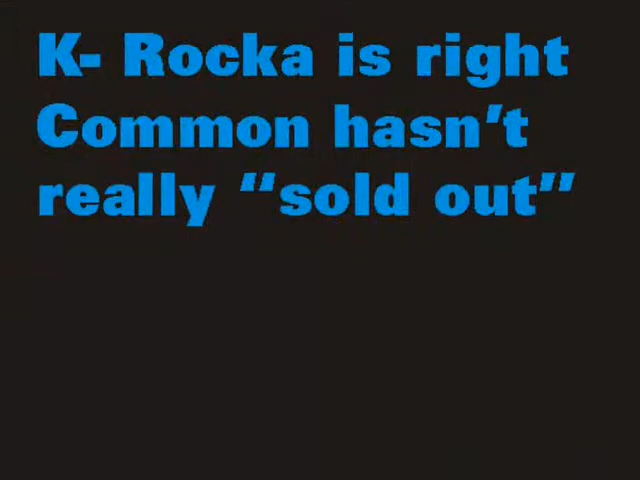 K- Rocka is right
Common hasn't
really “sold out”